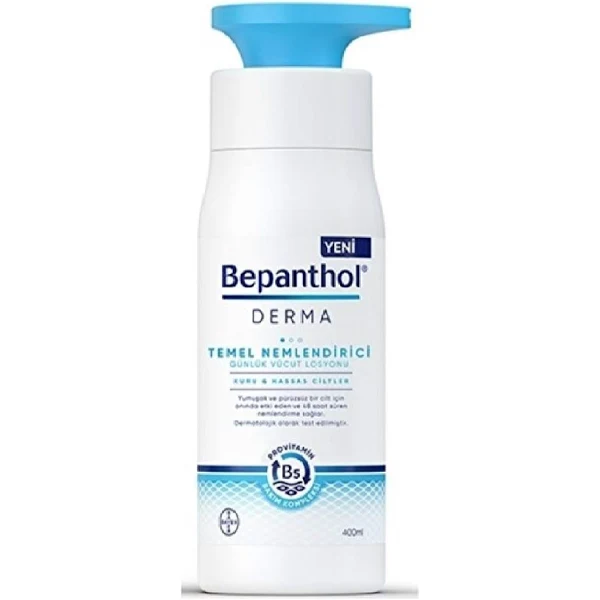 YENİ
Bepanthol®
DERMA
TEMEL NEMLENDİRİCİ
GÜNLÜK VÜCUT LOSYONU
KURU & HASSAS CİLTLER
Yumuşak ve pürüzsüz bir cilt için
anında etki eden ve 48 saat süren
nemlendirme sağlar.
Dermatolojik olarak test edilmiştir.
PROVİTAMİN
B5
BAKIM KOMPLEKSİ
BAYER
400ml